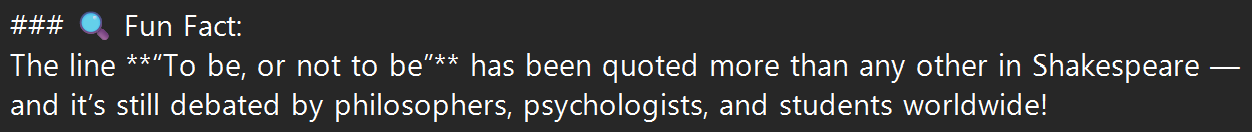 ### 🔍 Fun Fact:
The line **“To be, or not to be”** has been quoted more than any other in Shakespeare —
and it’s still debated by philosophers, psychologists, and students worldwide!